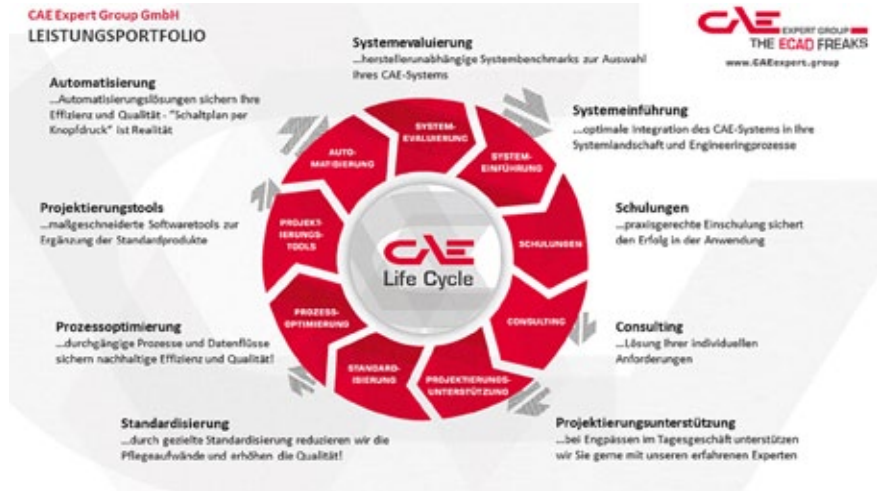 CAE Expert Group GmbH
LEISTUNGSPORTFOLIO
CAE EXPERT GROUP
THE ECAD FREAKS
www.CAEexpert.group
Systemevaluierung
...herstellerunabhängige Systembenchmarks zur Auswahl
Ihres CAE-Systems
Systemeinführung
...optimale Integration des CAE-Systems in Ihre
Systemlandschaft und Engineeringprozesse
Schulungen
...praxisgerechte Einschulung sichert
den Erfolg in der Anwendung
Consulting
...Lösung Ihrer individuellen
Anforderungen
Projektierungsunterstützung
...bei Engpässen im Tagesgeschäft unterstützen
wir Sie gerne mit unseren erfahrenen Experten
Standardisierung
...durch gezielte Standardisierung reduzieren wir die
Pflegeaufwände und erhöhen die Qualität!
Prozessoptimierung
...durchgängige Prozesse und Datenflüsse
sichern nachhaltige Effizienz und Qualität!
Projektierungstools
...maßgeschneiderte Softwaretools zur
Ergänzung der Standardprodukte
Automatisierung
...Automatisierungslösungen sichern Ihre
Effizienz und Qualität - "Schaltplan per
Knopfdruck" ist Realität
SYSTEM-
EVALUIERUNG
SYSTEM-
EINFÜHRUNG
SCHULUNGEN
CONSULTING
PROJEKTIERUNGS-
UNTERSTÜTZUNG
STANDARD-
ISIERUNG
PROZESS-
OPTIMIERUNG
PROJEKT-
IERUNGS-
TOOLS
AUTO-
MATISIERUNG
CAE
Life Cycle